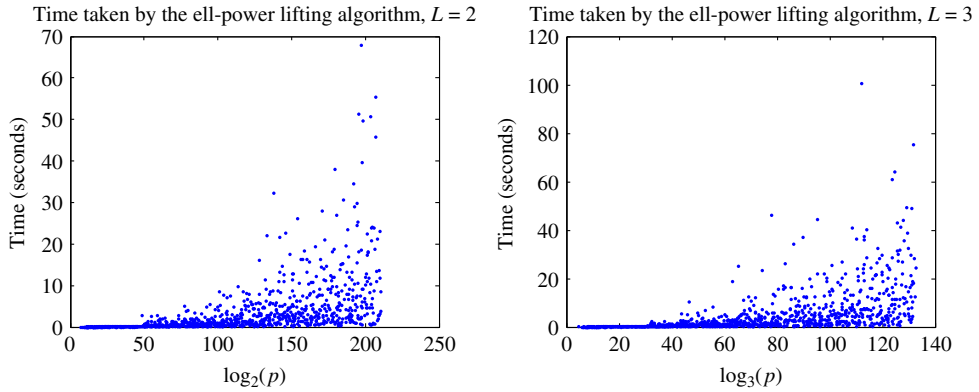 Time taken by the ell-power lifting algorithm, L = 2
70
60
50
40
30
20
10
0
Time (seconds)
0 50 100 150 200 250
log2(p)
Time taken by the ell-power lifting algorithm, L = 3
120
100
80
60
40
20
0
Time (seconds)
0 20 40 60 80 100 120 140
log3(p)